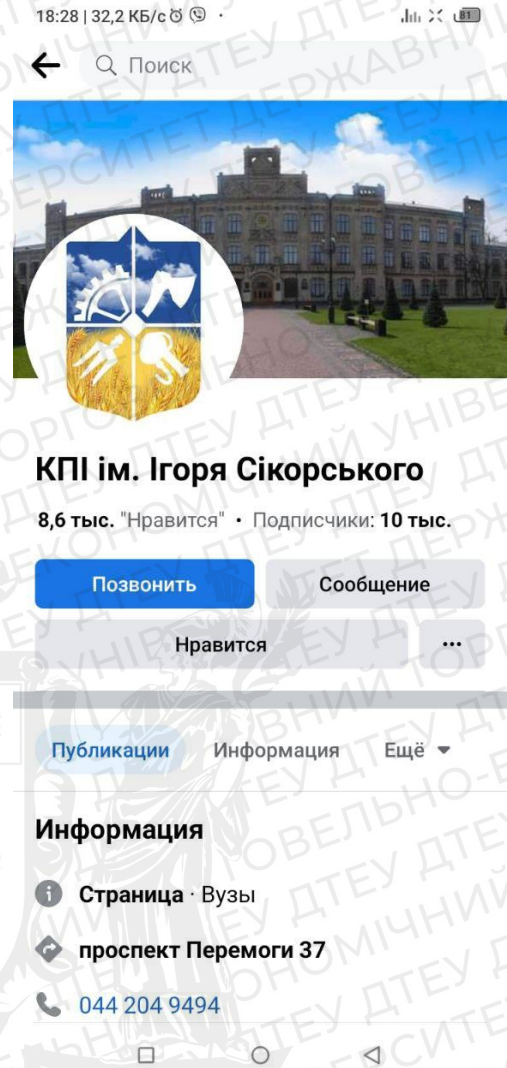 18:28 | 32,2 КБ/с
81
Поиск
КПІ ім. Ігоря Сікорського
8,6 тыс. "Нравится" • Подписчики: 10 тыс.
Позвонить
Сообщение
Нравится
...
Публикации
Информация
Ещё
Информация
Страница · Вузы
проспект Перемоги 37
044 204 9494